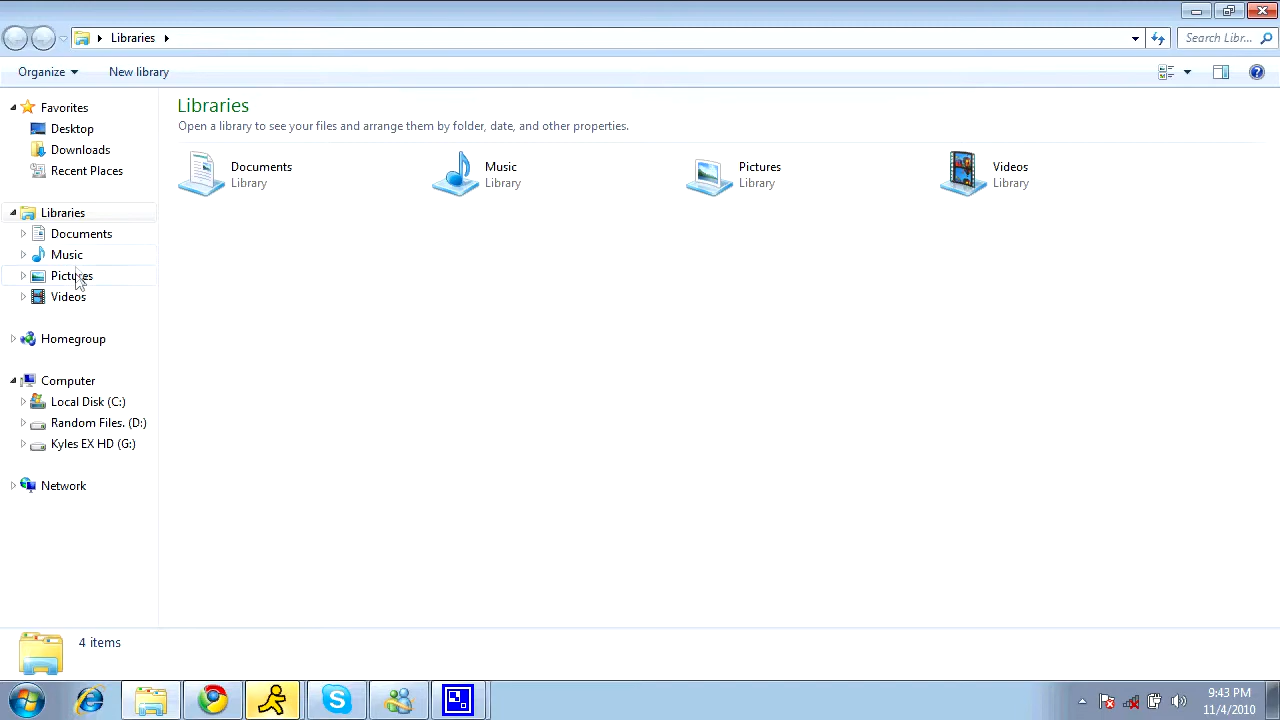 Libraries
Search Libr...
Organize New library
Favorites
Desktop
Downloads
Recent Places
Libraries
Documents
Music
Pictures
Videos
Homegroup
Computer
Local Disk (C:)
Random Files. (D:)
Kyles EX HD (G:)
Network
Libraries
Open a library to see your files and arrange them by folder, date, and other properties.
Documents
Library
Music
Library
Pictures
Library
Videos
Library
4 items
9:43 PM
11/4/2010